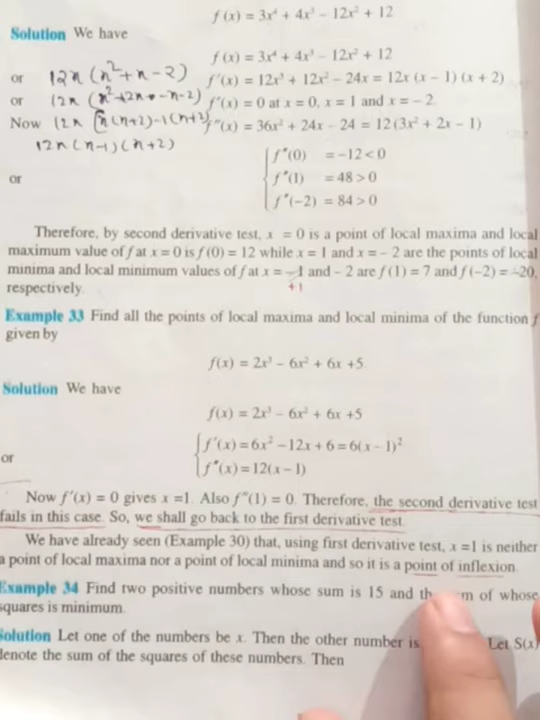 f(x) = 3x⁴ + 4x³ – 12x² + 12
Solution We have
f(x) = 3x⁴ + 4x³ – 12x² + 12
or 12x (x²+x-2) f′(x) = 12x³ + 12x² – 24x = 12x (x – 1) (x + 2)
or 12x (x²+2x - x-2) f′(x) = 0 at x = 0, x = 1 and x = – 2.
Now 12x [x(x+2)-1(x+2) f″(x) = 36x² + 24x – 24 = 12 (3x² + 2x – 1)
12x (x-1) (x+2)
f″(0) = –12 < 0
or f″(1) = 48 > 0
f″(–2) = 84 > 0
Therefore, by second derivative test, x = 0 is a point of local maxima and local
maximum value of f at x = 0 is f (0) = 12 while x = 1 and x = – 2 are the points of local
minima and local minimum values of f at x = – 1 and – 2 are f (1) = 7 and f (–2) = –20,
+1
respectively.
Example 33 Find all the points of local maxima and local minima of the function f
given by
f(x) = 2x³ – 6x² + 6x +5.
Solution We have
f(x) = 2x³ – 6x² + 6x +5
or f′(x) = 6x² – 12x + 6 = 6(x – 1)²
f″(x) = 12(x – 1)
Now f′(x) = 0 gives x =1. Also f″(1) = 0. Therefore, the second derivative test
fails in this case. So, we shall go back to the first derivative test.
We have already seen (Example 30) that, using first derivative test, x =1 is neither
a point of local maxima nor a point of local minima and so it is a point of inflexion.
Example 34 Find two positive numbers whose sum is 15 and of whose
squares is minimum.
Solution Let one of the numbers be x. Then the other number is Let S(x)
denote the sum of the squares of these numbers. Then